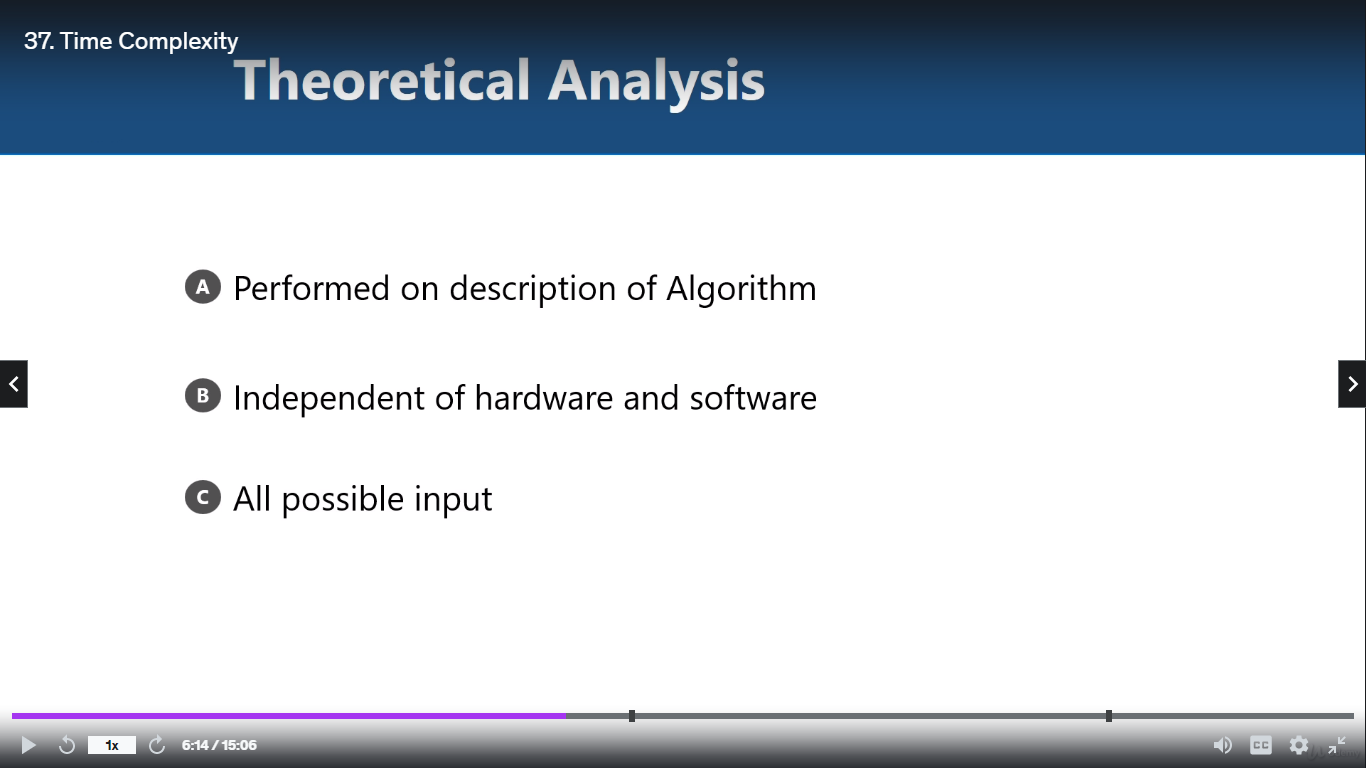 37. Time Complexity
Theoretical Analysis
A Performed on description of Algorithm
B Independent of hardware and software
C All possible input
1x
6:14 / 15:06
CC